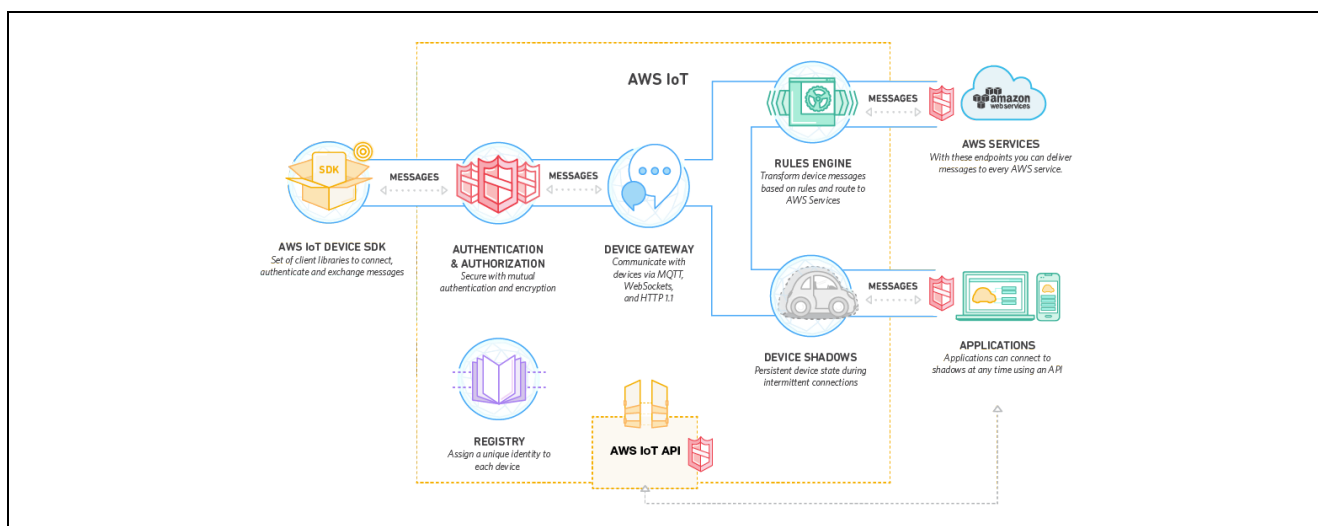 AWS IoT
MESSAGES
amazon
webservices
SDK
MESSAGES
MESSAGES
RULES ENGINE
Transform device messages
based on rules and route to
AWS Services
AWS SERVICES
With these endpoints you can deliver
messages to every AWS service.
AWS IoT DEVICE SDK
Set of client libraries to connect,
authenticate and exchange messages
AUTHENTICATION
& AUTHORIZATION
Secure with mutual
authentication and encryption
DEVICE GATEWAY
Communicate with
devices via MQTT,
WebSockets,
and HTTP 1.1
MESSAGES
DEVICE SHADOWS
Persistent device state during
intermittent connections
APPLICATIONS
Applications can connect to
shadows at any time using an API
REGISTRY
Assign a unique identity to
each device
AWS IoT API